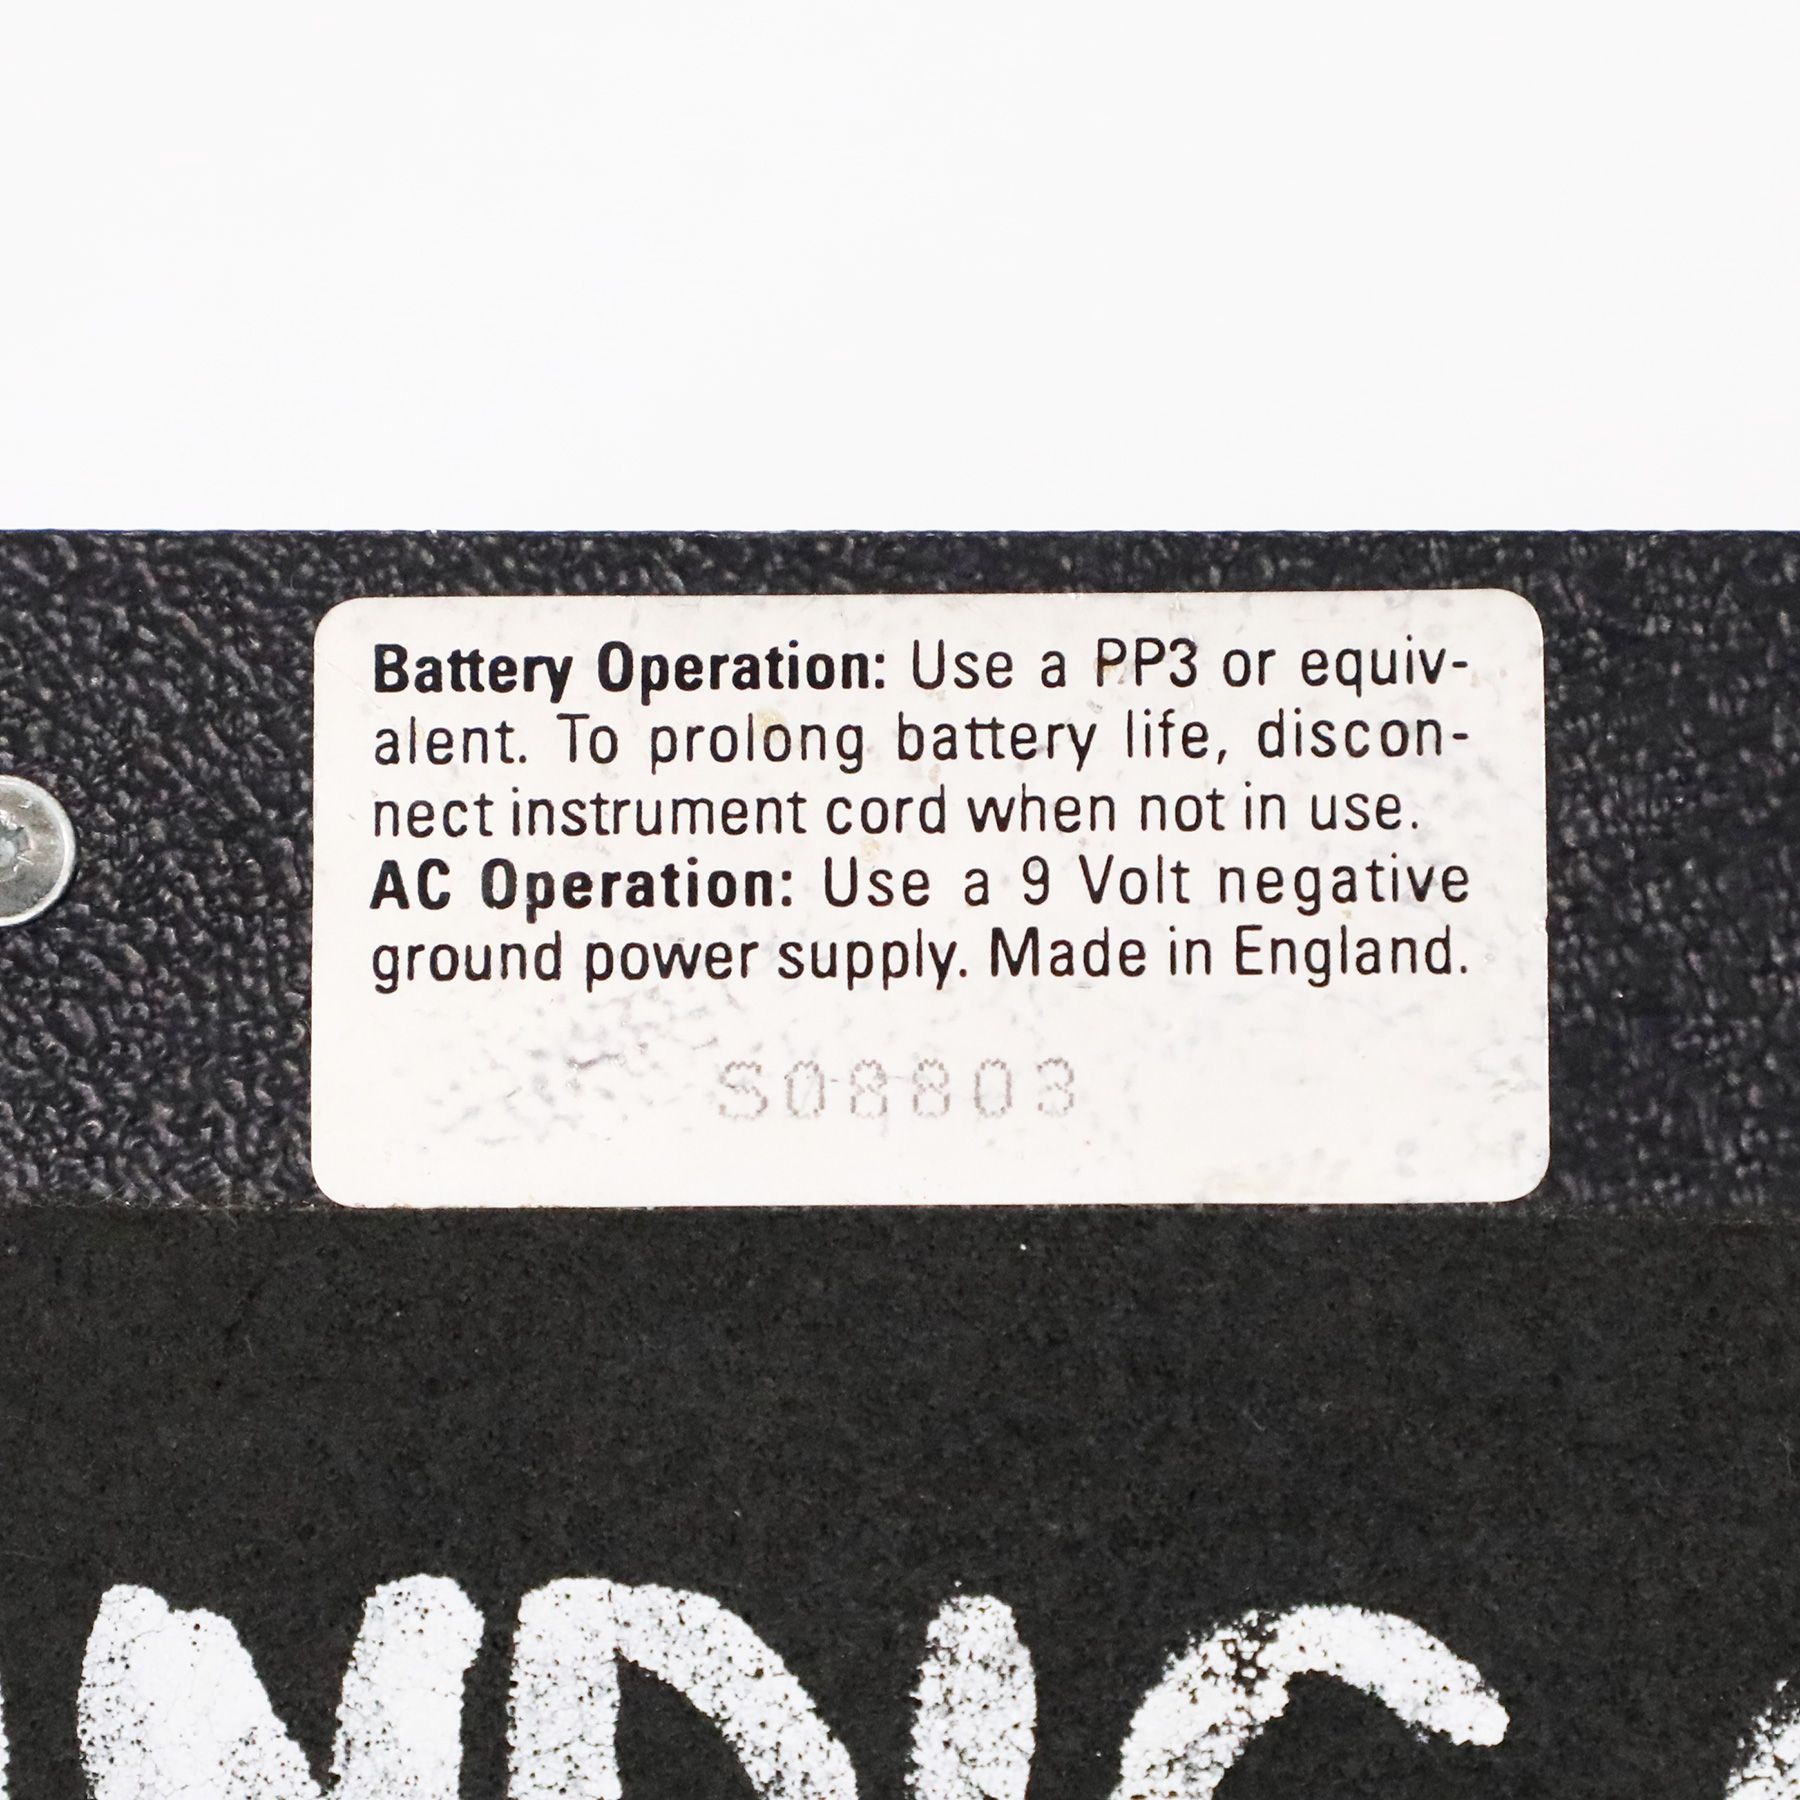 Battery Operation: Use a PP3 or equiv-
alent. To prolong battery life, discon-
nect instrument cord when not in use.
AC Operation: Use a 9 Volt negative
ground power supply. Made in England.
S08803